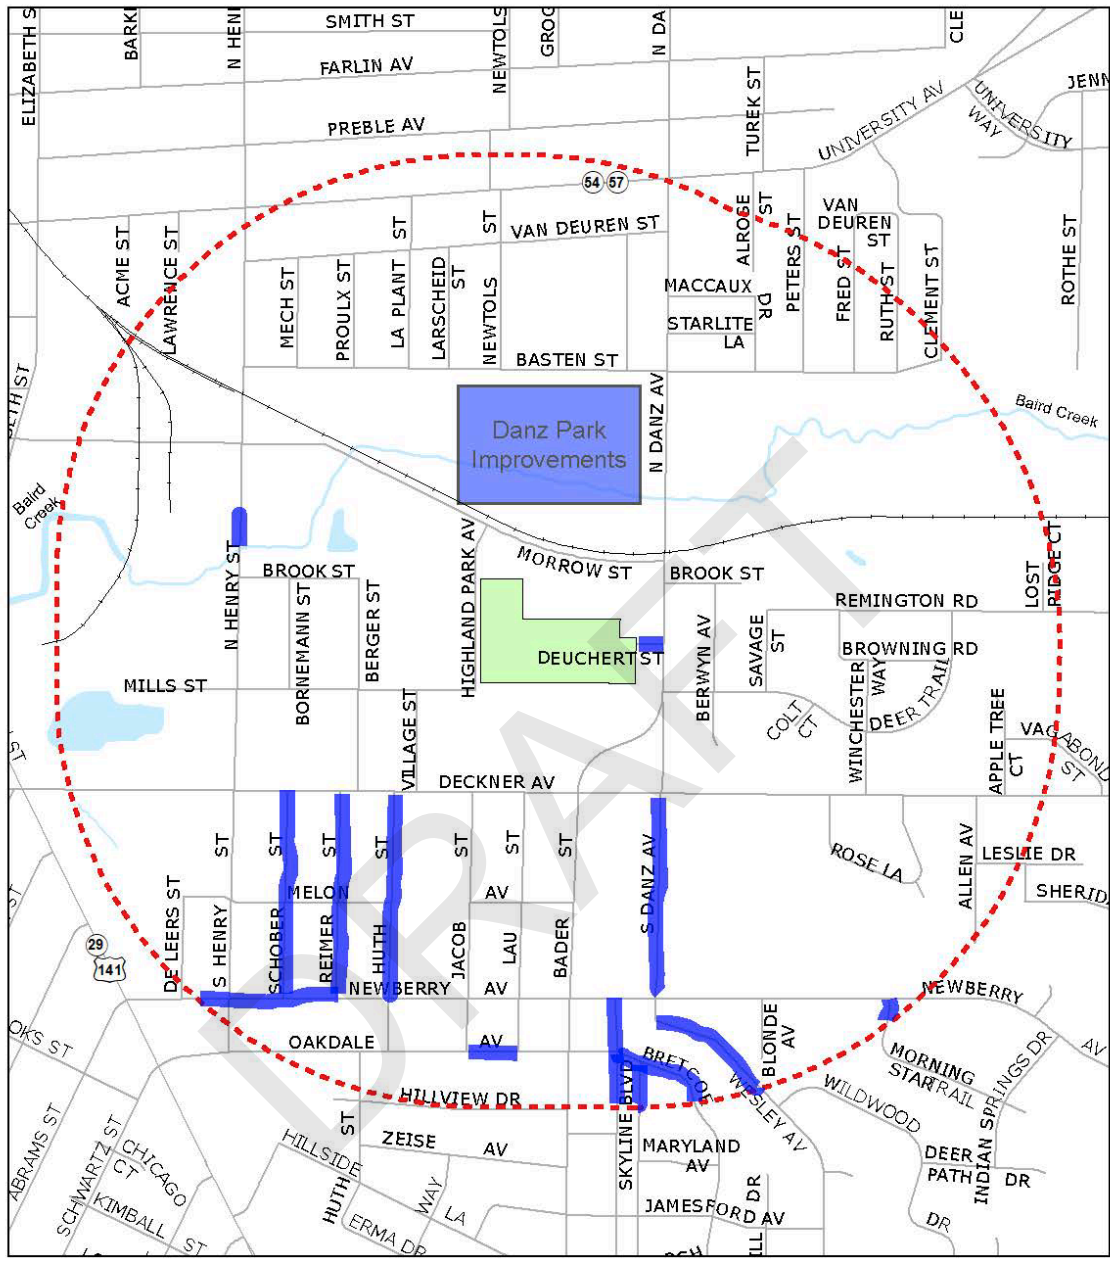 SMITH ST
FARLIN AV
PREBLE AV
ELIZABETH S
BARK
N HEN
NEWTOLS
GROC
N DA
CLE
TUREK ST
UNIVERSITY AV
UNIVERSITY
WAY
JENN
54
57
ACME ST
LAWRENCE ST
MECH ST
PROULX ST
LA PLANT ST
LARSCHEID
ST
NEWTOLS ST
VAN DEUREN ST
ALROSE
ST
PETERS ST
VAN
DEUREN
ST
FRED ST
RUTH ST
CLEMENT ST
ROTHE ST
MACCAUX
DR
STARLITE
LA
BASTEN ST
N DANZ AV
Danz Park
Improvements
Baird Creek
Baird
Creek
ETH ST
N HENRY ST
BROOK ST
BORNEMANN ST
BERGER ST
HIGHLAND PARK AV
MORROW ST
BROOK ST
DEUCHERT ST
BERWYN AV
SAVAGE
ST
REMINGTON RD
BROWNING RD
LOST
RIDGE CT
MILLS ST
VILLAGE ST
COLT
CT
WINCHESTER
WAY
DEER TRAIL
APPLE TREE
CT
VAGABOND
ST
ST
DECKNER AV
S HENRY ST
SCHOBER ST
REIMER ST
HUTH ST
JACOB ST
LAU ST
BADER ST
S DANZ AV
ROSE LA
ALLEN AV
LESLIE DR
SHERID
MELON AV
DE LEERS ST
ST
29
141
NEWBERRY AV
NEWBERRY
AV
OAKDALE AV
OKS ST
BLONDE
AV
BRETCOE
WESLEY AV
MORNING
STAR TRAIL
WILDWOOD
INDIAN SPRINGS DR
HILLVIEW DR
SKYLINE BLVD
ABRAMS ST
SCHWARTZ ST
CHICAGO
CT
KIMBALL ST
HILLSIDE
LA
HUTH ST
ZEISE AV
WAY
ERMA DR
MARYLAND
AV
JAMESFORD AV
DEER
PATH DR
DR
DR
ILL
DRAFT